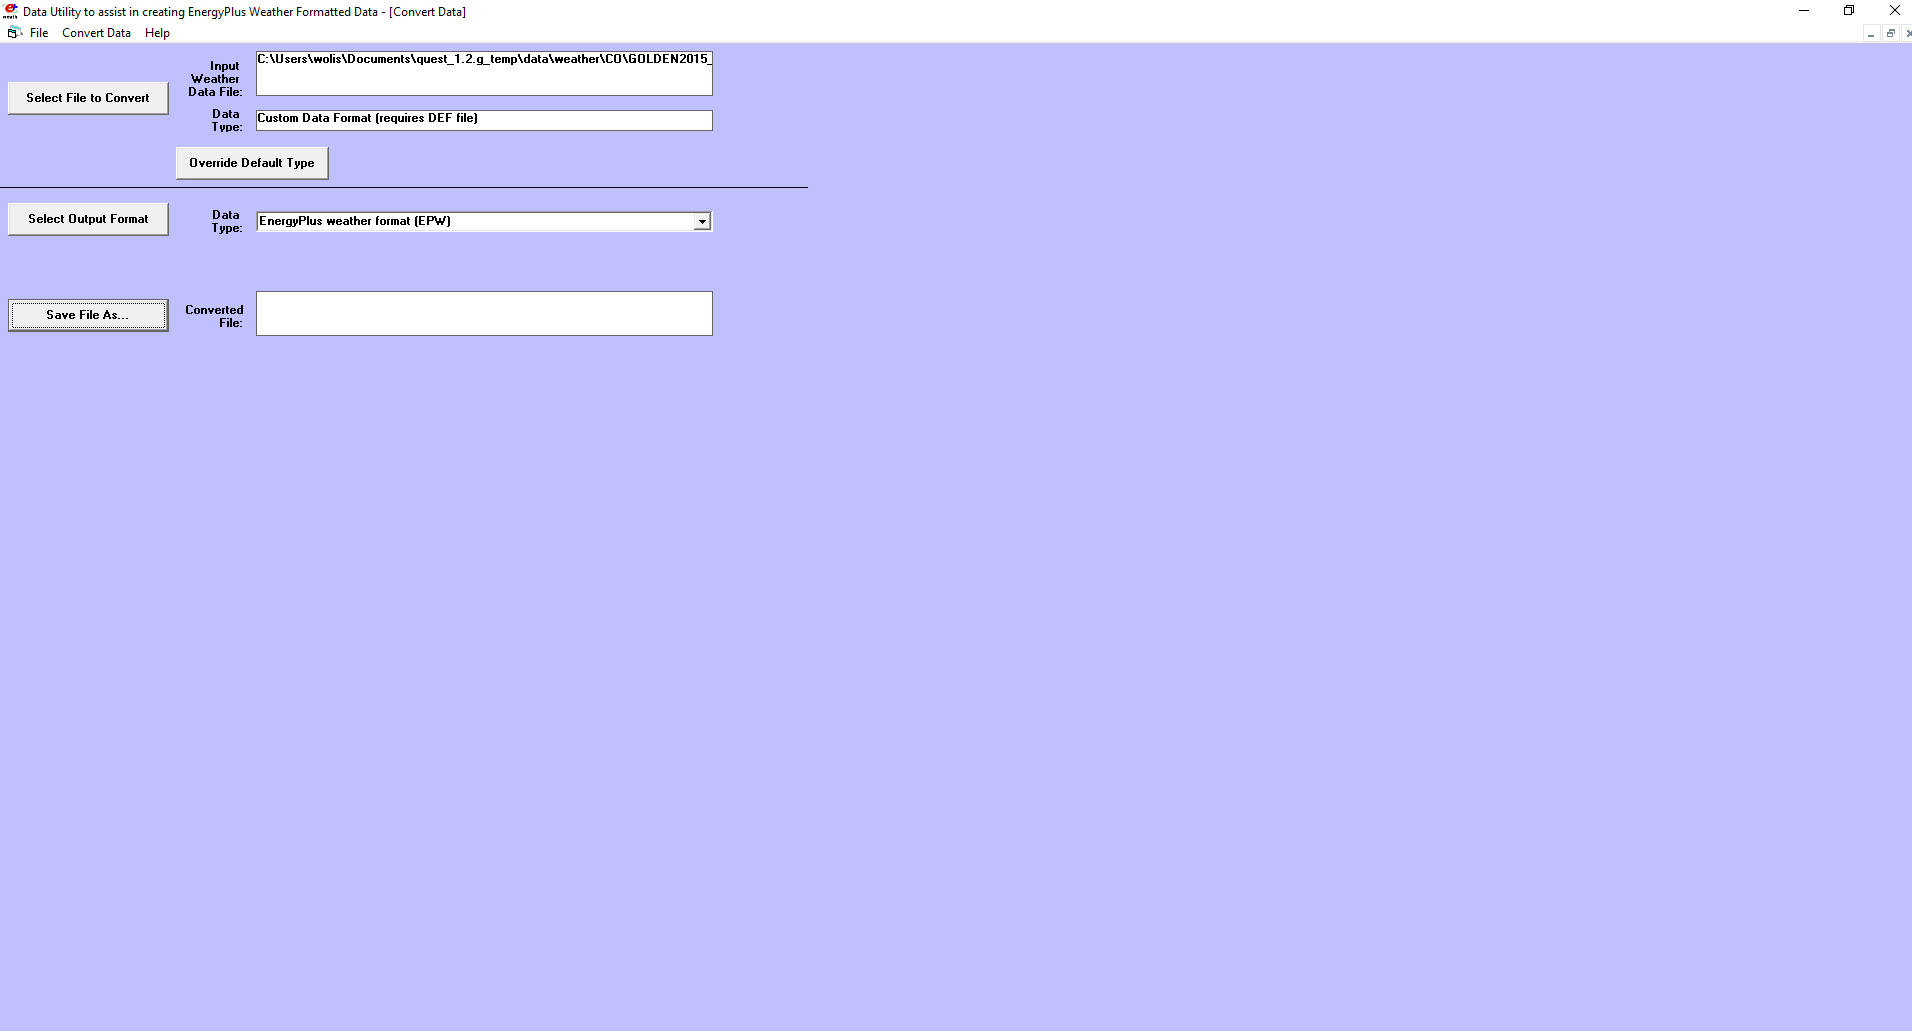 Data Utility to assist in creating EnergyPlus Weather Formatted Data - [Convert Data]
File Convert Data Help
Select File to Convert
Input
Weather
Data File:
C:\Users\wolis\Documents\quest_1.2.g_temp\data\weather\CO\GOLDEN2015_
Data
Type:
Custom Data Format (requires DEF file)
Override Default Type
Select Output Format
Data
Type:
EnergyPlus weather format (EPW)
Save File As...
Converted
File: